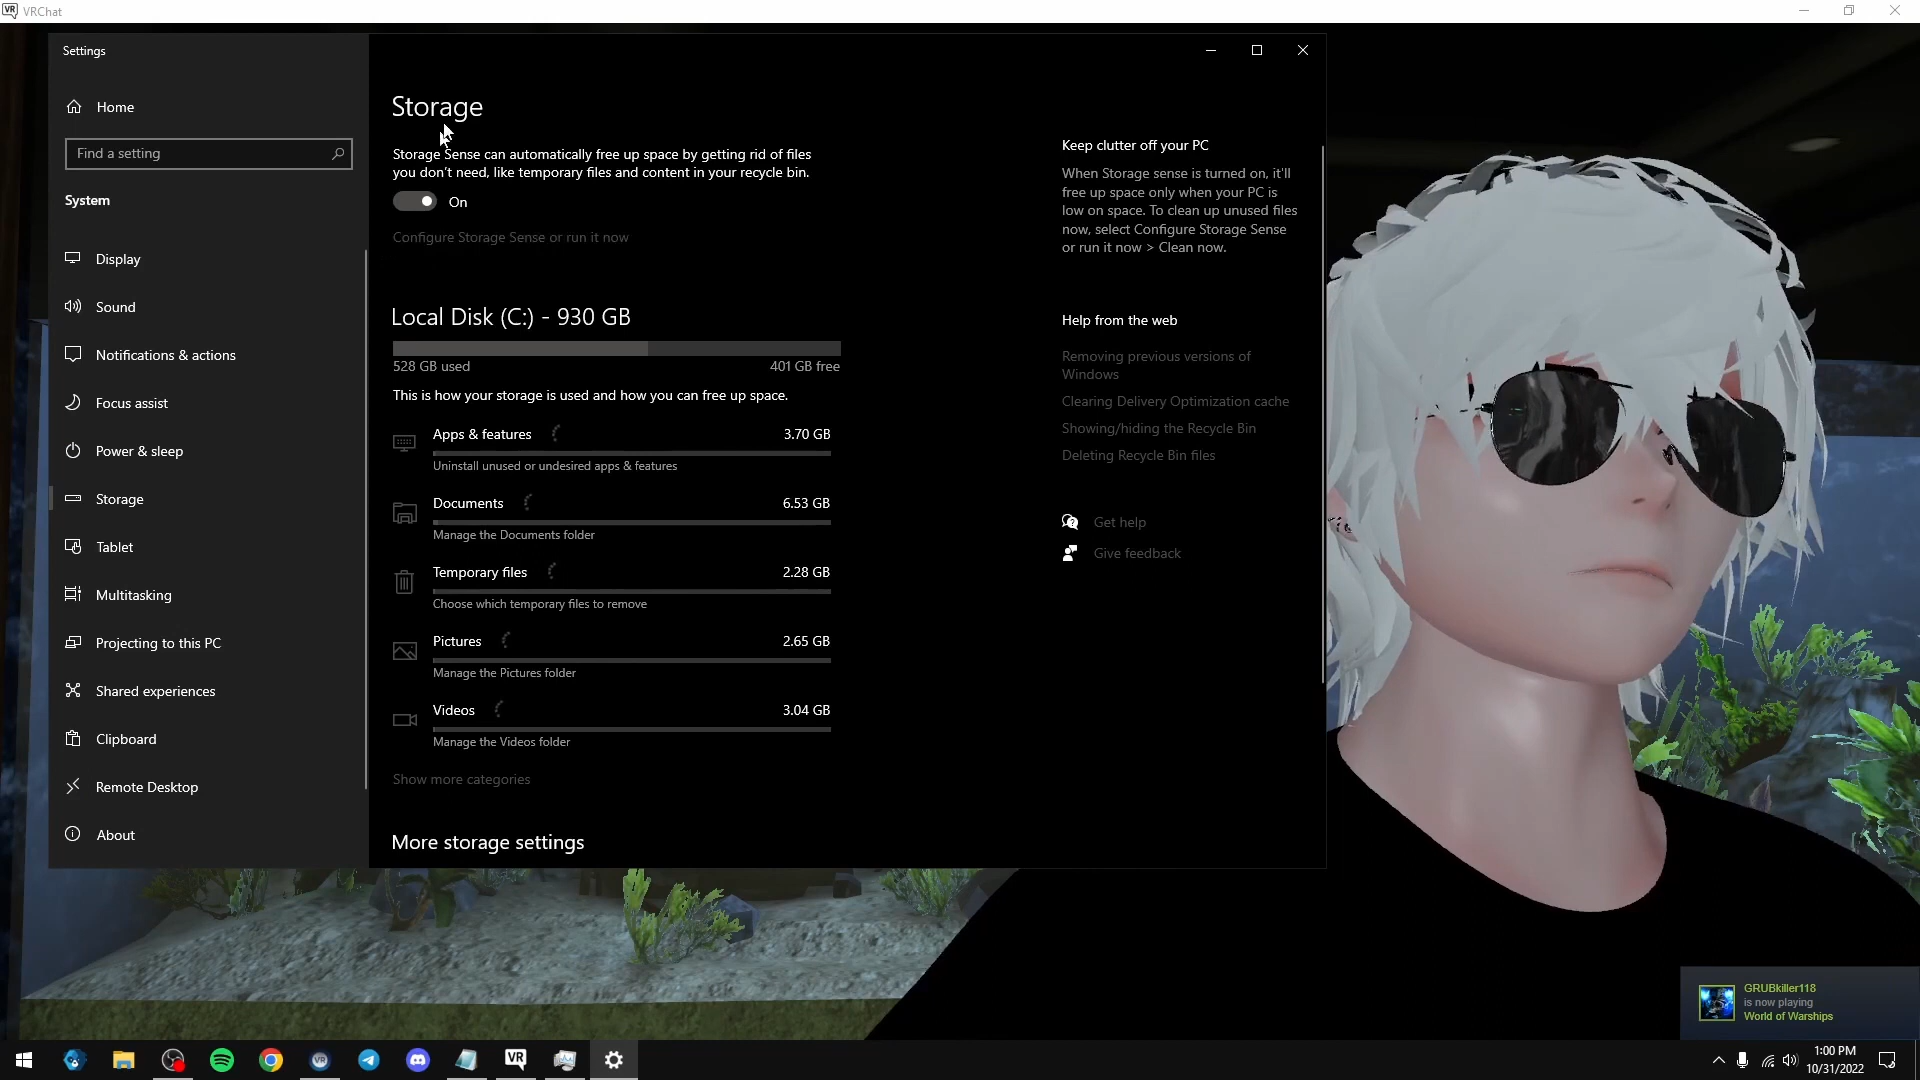 VR VRChat
Settings
Home
Find a setting
System
Display
Sound
Notifications & actions
Focus assist
Power & sleep
Storage
Tablet
Multitasking
Projecting to this PC
Shared experiences
Clipboard
Remote Desktop
About
Storage
Storage Sense can automatically free up space by getting rid of files
you don't need, like temporary files and content in your recycle bin.
On
Configure Storage Sense or run it now
Local Disk (C:) - 930 GB
528 GB used 401 GB free
This is how your storage is used and how you can free up space.
Apps & features 3.70 GB
Uninstall unused or undesired apps & features
Documents 6.53 GB
Manage the Documents folder
Temporary files 2.28 GB
Choose which temporary files to remove
Pictures 2.65 GB
Manage the Pictures folder
Videos 3.04 GB
Manage the Videos folder
Show more categories
More storage settings
Keep clutter off your PC
When Storage sense is turned on, it'll
free up space only when your PC is
low on space. To clean up unused files
now, select Configure Storage Sense
or run it now > Clean now.
Help from the web
Removing previous versions of
Windows
Clearing Delivery Optimization cache
Showing/hiding the Recycle Bin
Deleting Recycle Bin files
Get help
Give feedback
GRUBkiller118
is now playing
World of Warships
VR
VR
1:00 PM
10/31/2022